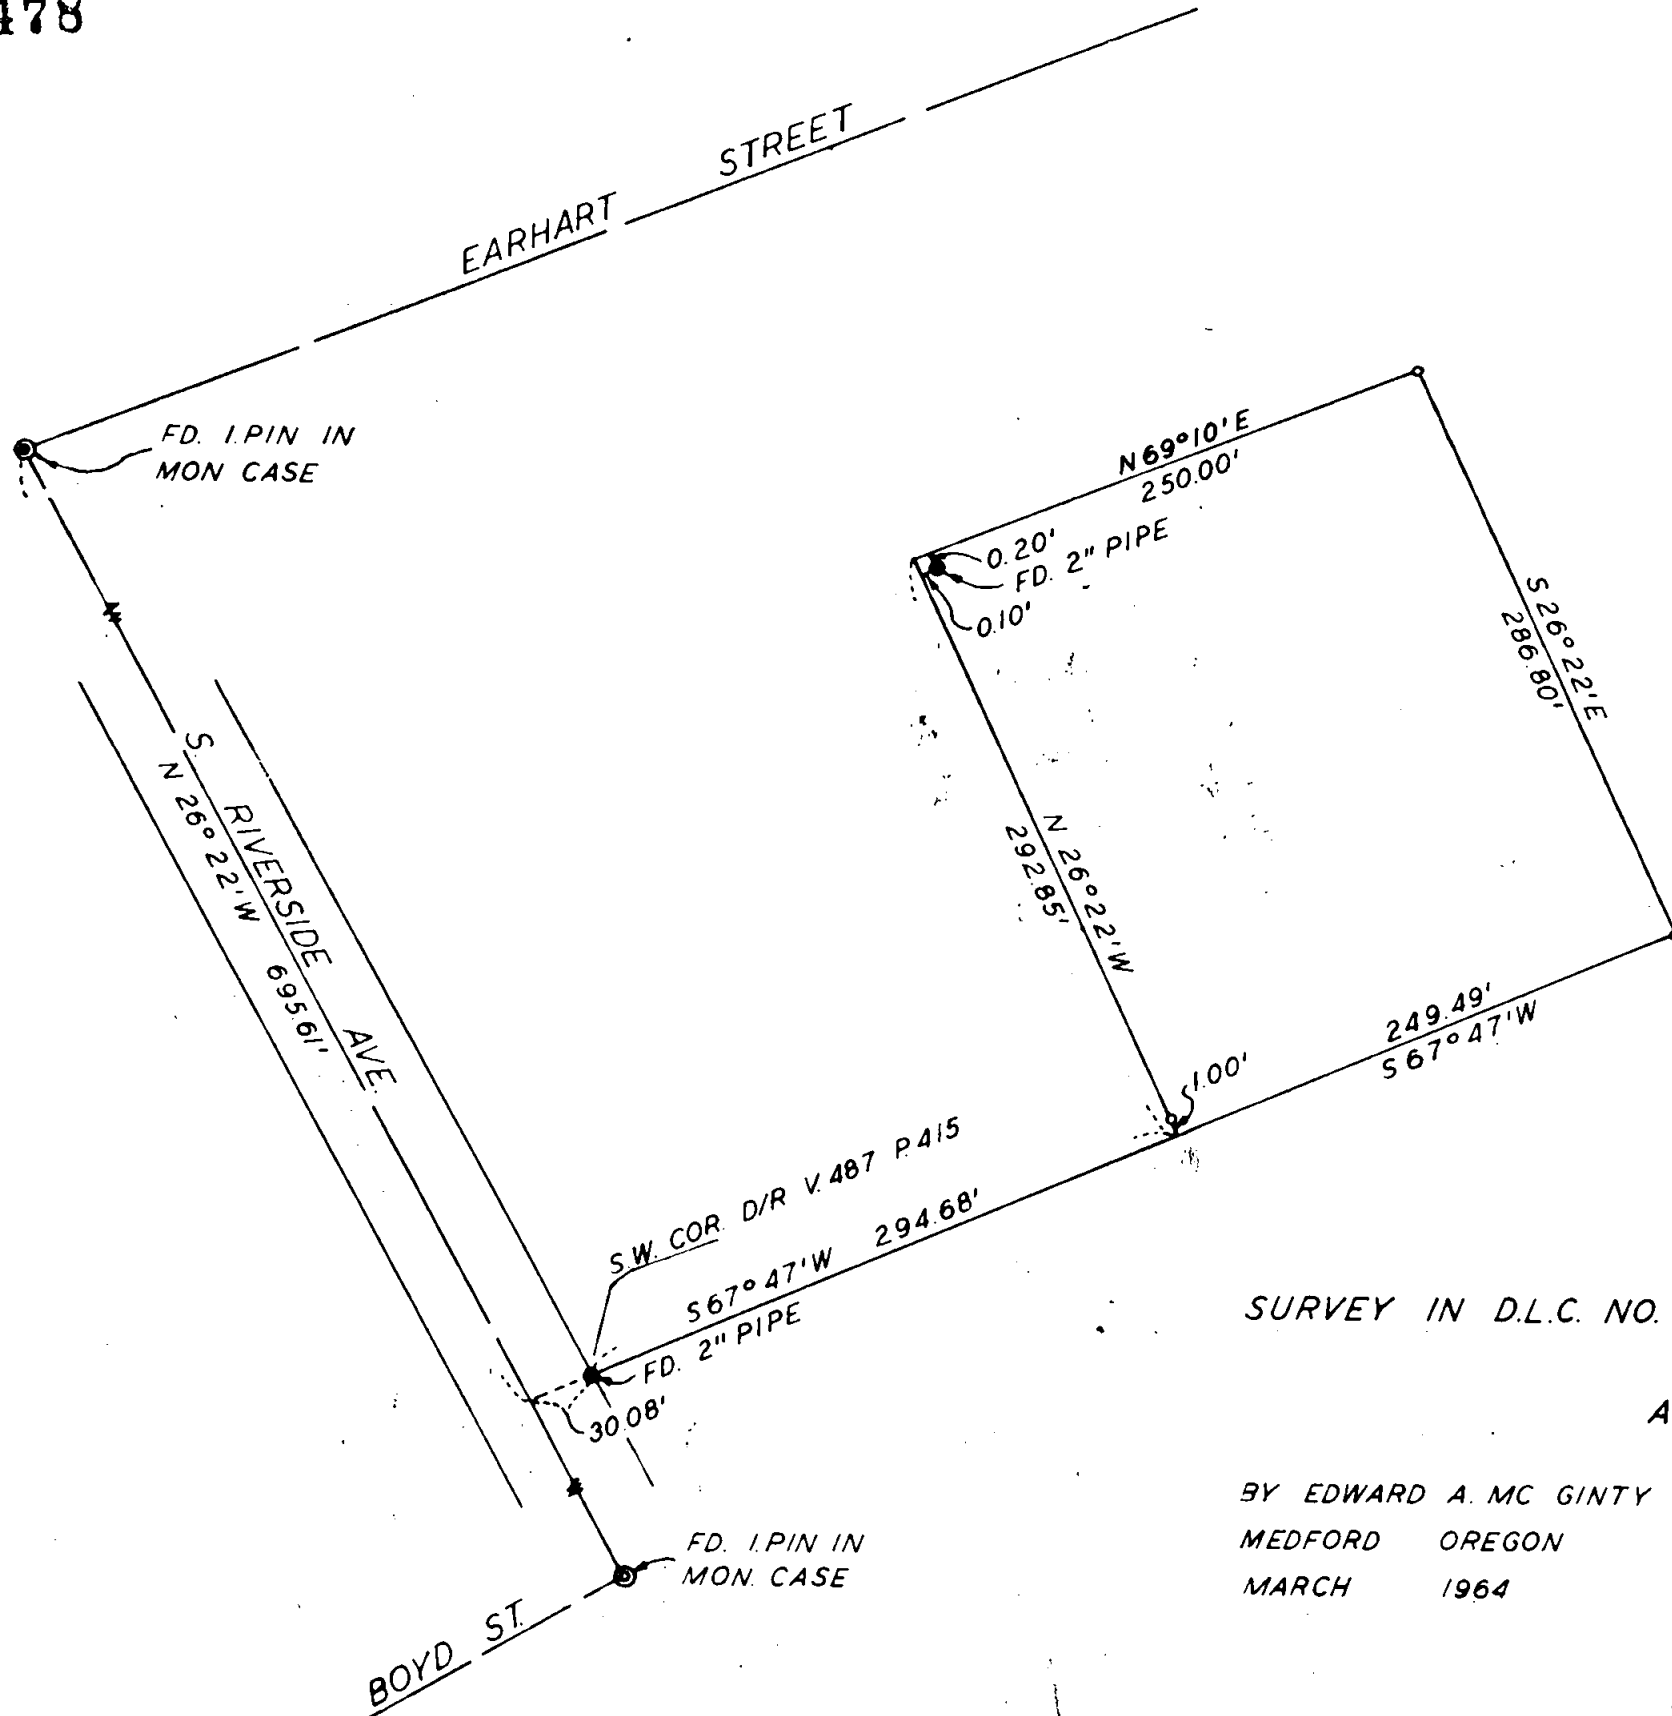 478
EARHART STREET
FD. I.PIN IN
MON CASE
N 69°10' E
250.00'
0.20'
FD. 2" PIPE
0.10'
S 26°22' E
286.80'
S. RIVERSIDE AVE.
N 26°22' W 695.61'
N 26°22' W
292.85'
249.49'
S 67°47' W
1.00'
S.W. COR. D/R V. 487 P. 415
S 67°47' W 294.68'
FD. 2" PIPE
30.08'
SURVEY IN D.L.C. NO.
A
BY EDWARD A. MC GINTY
MEDFORD OREGON
MARCH 1964
FD. I.PIN IN
MON. CASE
BOYD ST.